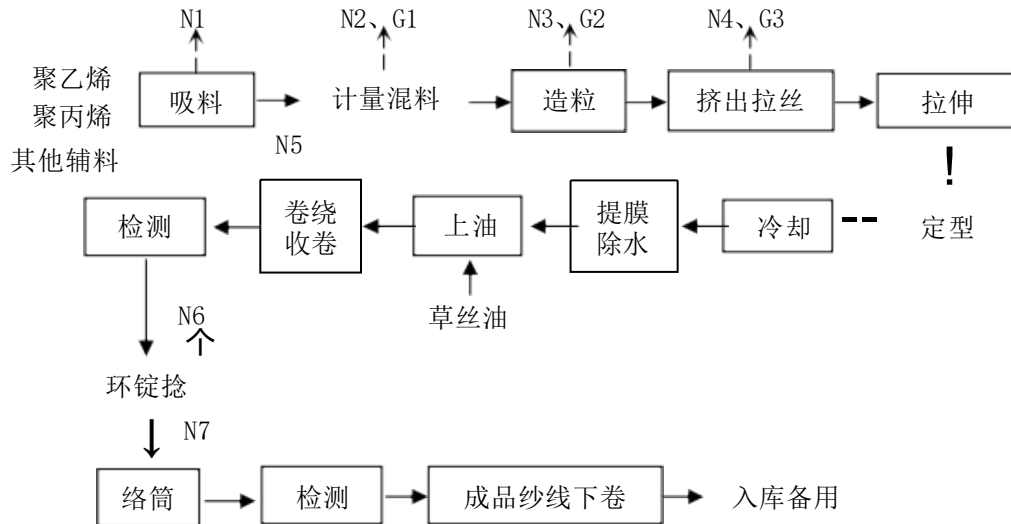 N1
N2、G1
N3、G2
N4、G3
聚乙烯
聚丙烯
其他辅料
吸料
计量混料
造粒
挤出拉丝
拉伸
N5
检测
卷绕
收卷
上油
提膜
除水
冷却
定型
草丝油
N6
个
环锭捻
N7
络筒
检测
成品纱线下卷
入库备用